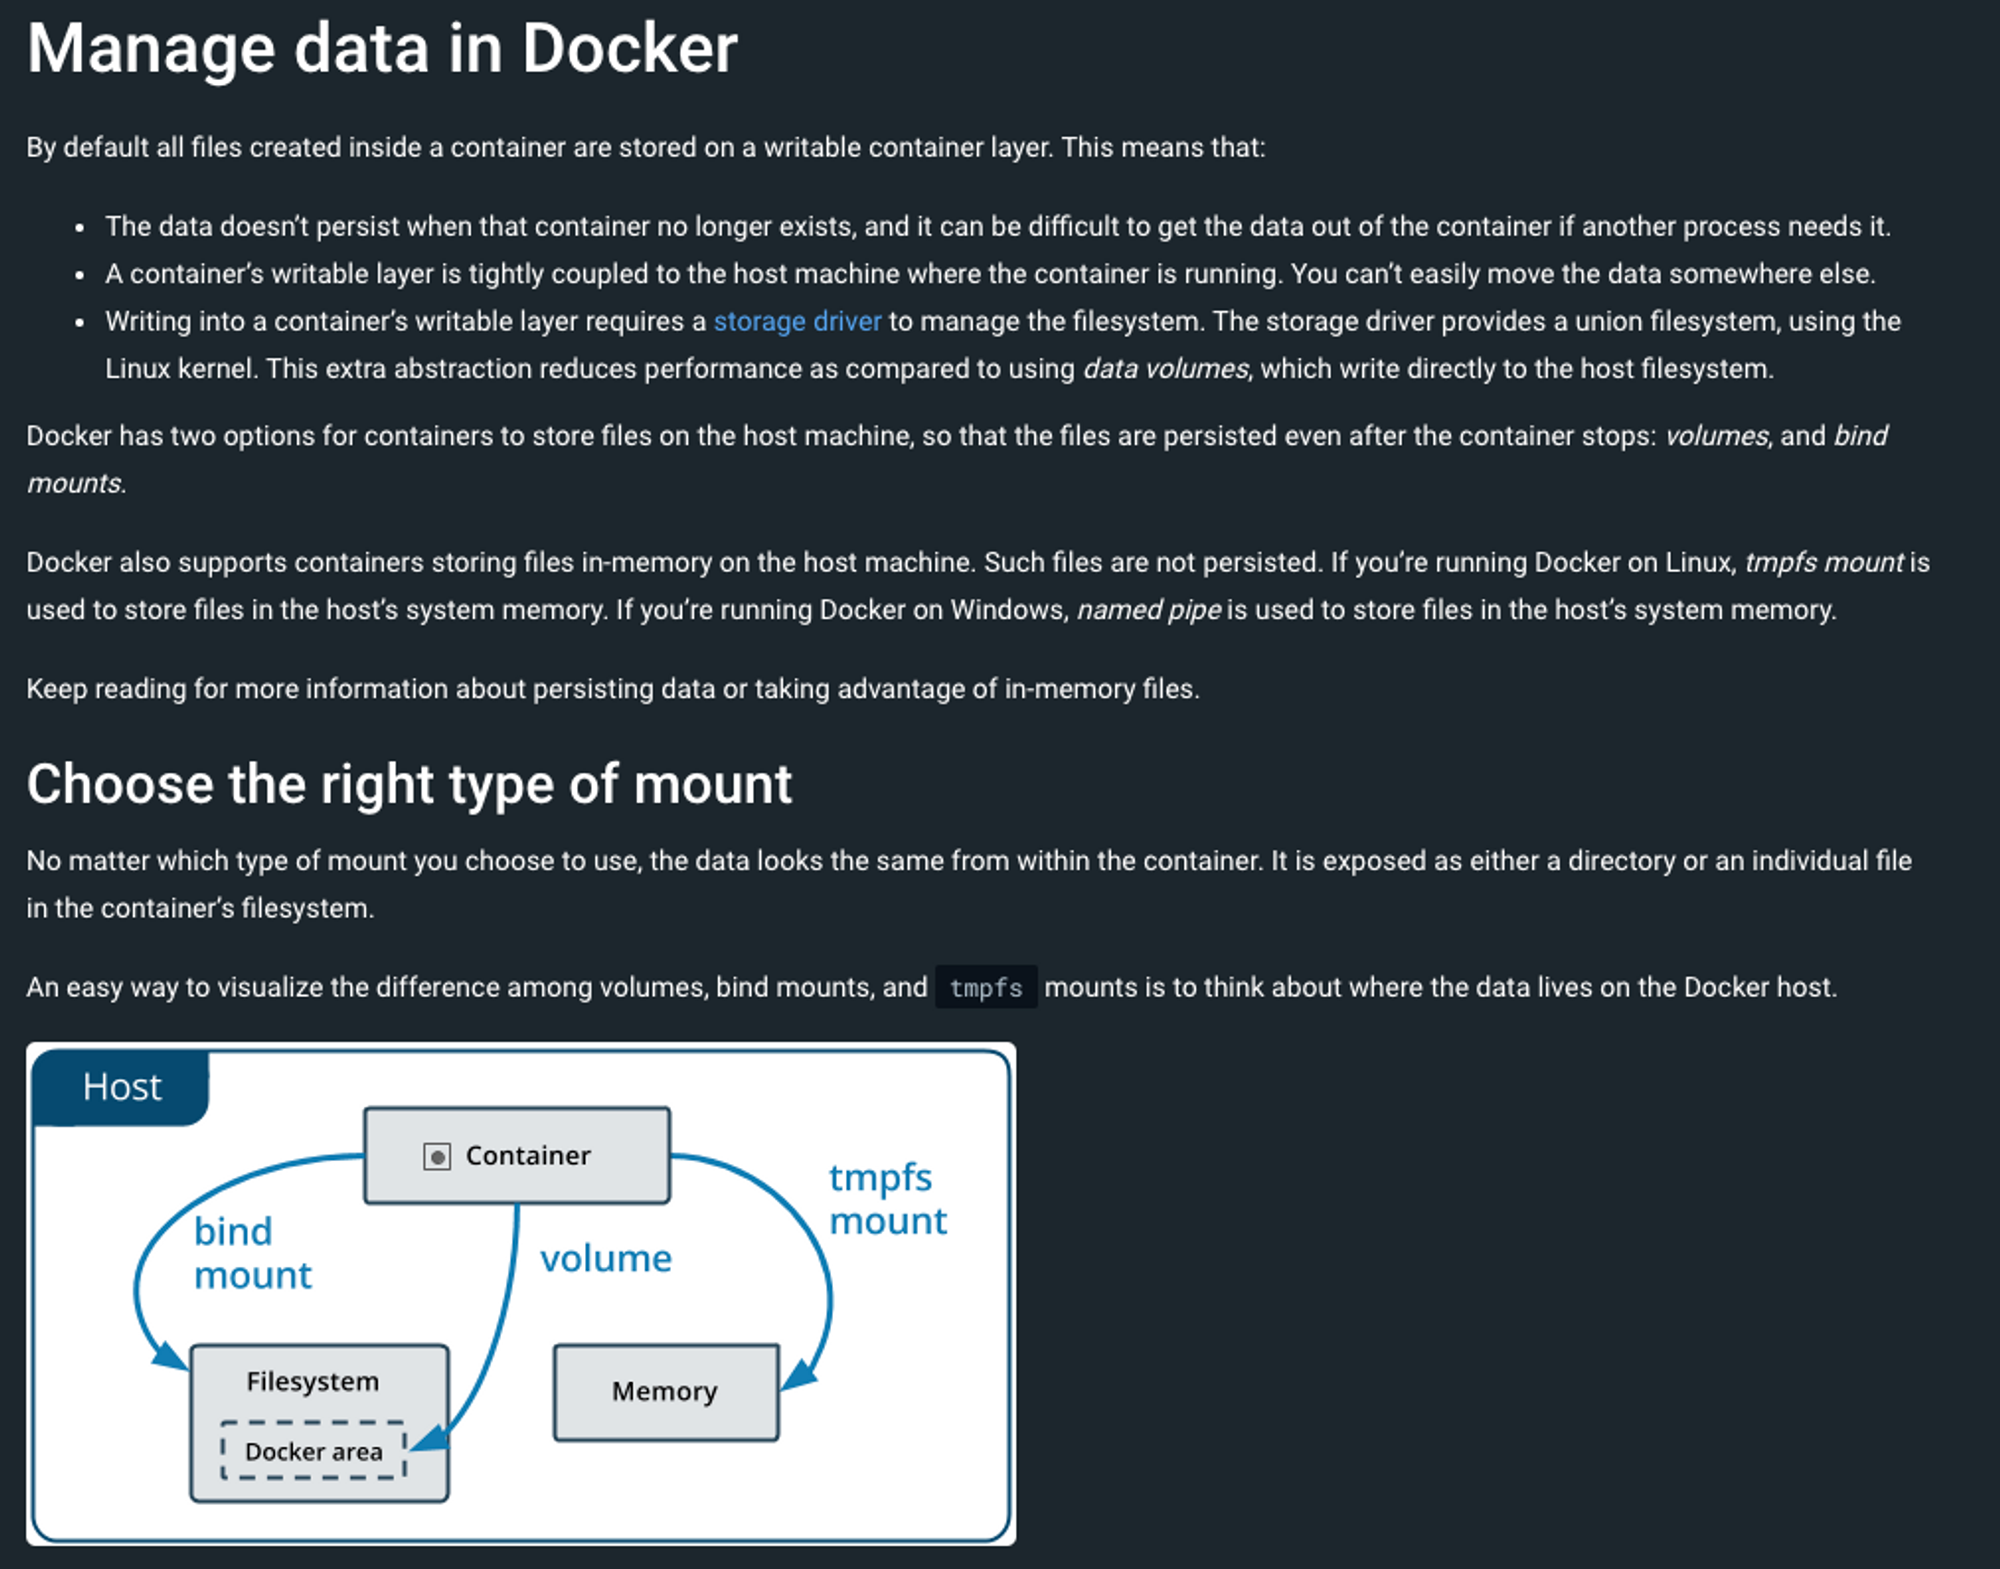 Manage data in Docker
By default all files created inside a container are stored on a writable container layer. This means that:
• The data doesn’t persist when that container no longer exists, and it can be difficult to get the data out of the container if another process needs it.
• A container’s writable layer is tightly coupled to the host machine where the container is running. You can’t easily move the data somewhere else.
• Writing into a container’s writable layer requires a storage driver to manage the filesystem. The storage driver provides a union filesystem, using the
Linux kernel. This extra abstraction reduces performance as compared to using data volumes, which write directly to the host filesystem.
Docker has two options for containers to store files on the host machine, so that the files are persisted even after the container stops: volumes, and bind
mounts.
Docker also supports containers storing files in-memory on the host machine. Such files are not persisted. If you’re running Docker on Linux, tmpfs mount is
used to store files in the host’s system memory. If you’re running Docker on Windows, named pipe is used to store files in the host’s system memory.
Keep reading for more information about persisting data or taking advantage of in-memory files.
Choose the right type of mount
No matter which type of mount you choose to use, the data looks the same from within the container. It is exposed as either a directory or an individual file
in the container’s filesystem.
An easy way to visualize the difference among volumes, bind mounts, and tmpfs mounts is to think about where the data lives on the Docker host.
Host
Container
bind
mount
volume
tmpfs
mount
Filesystem
Docker area
Memory